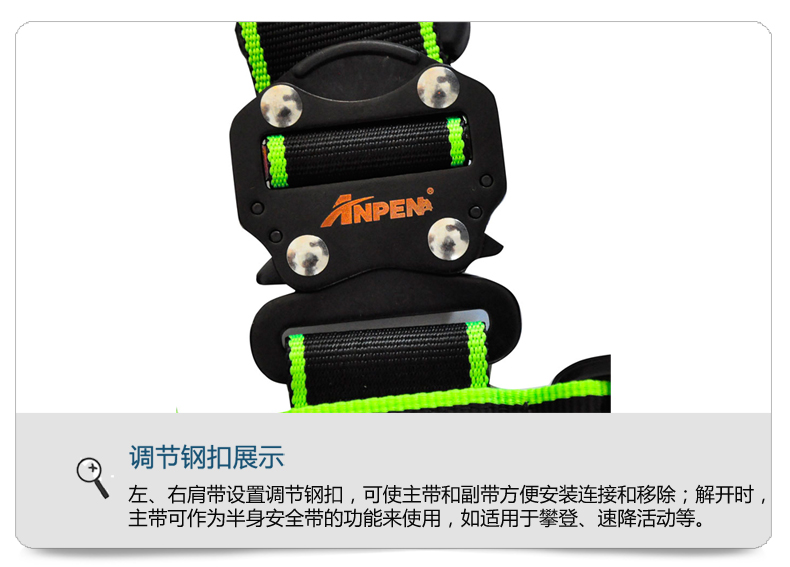 ANPEN®
调节钢扣展示
左、右肩带设置调节钢扣，可使主带和副带方便安装连接和移除；解开时，
主带可作为半身安全带的功能来使用，如适用于攀登、速降活动等。